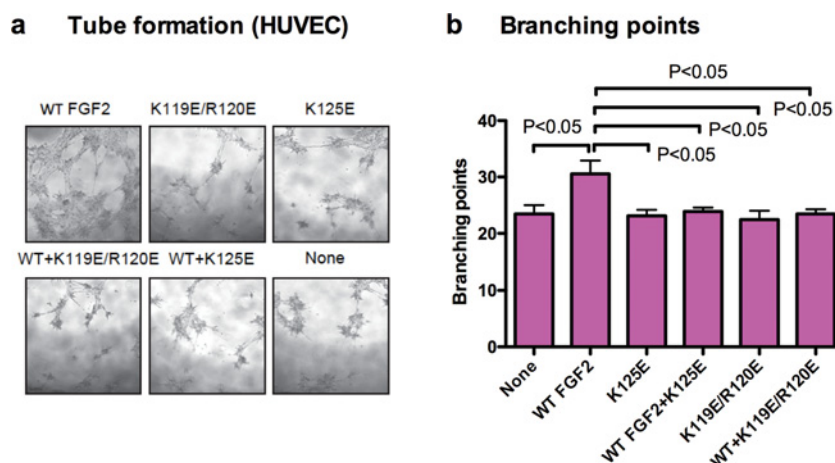 a Tube formation (HUVEC)
WT FGF2 K119E/R120E K125E
WT+K119E/R120E WT+K125E None
b Branching points
P<0.05
P<0.05
P<0.05
P<0.05
P<0.05
40
30
20
10
0
Branching points
None
WT FGF2
K125E
WT FGF2+K125E
K119E/R120E
WT+K119E/R120E